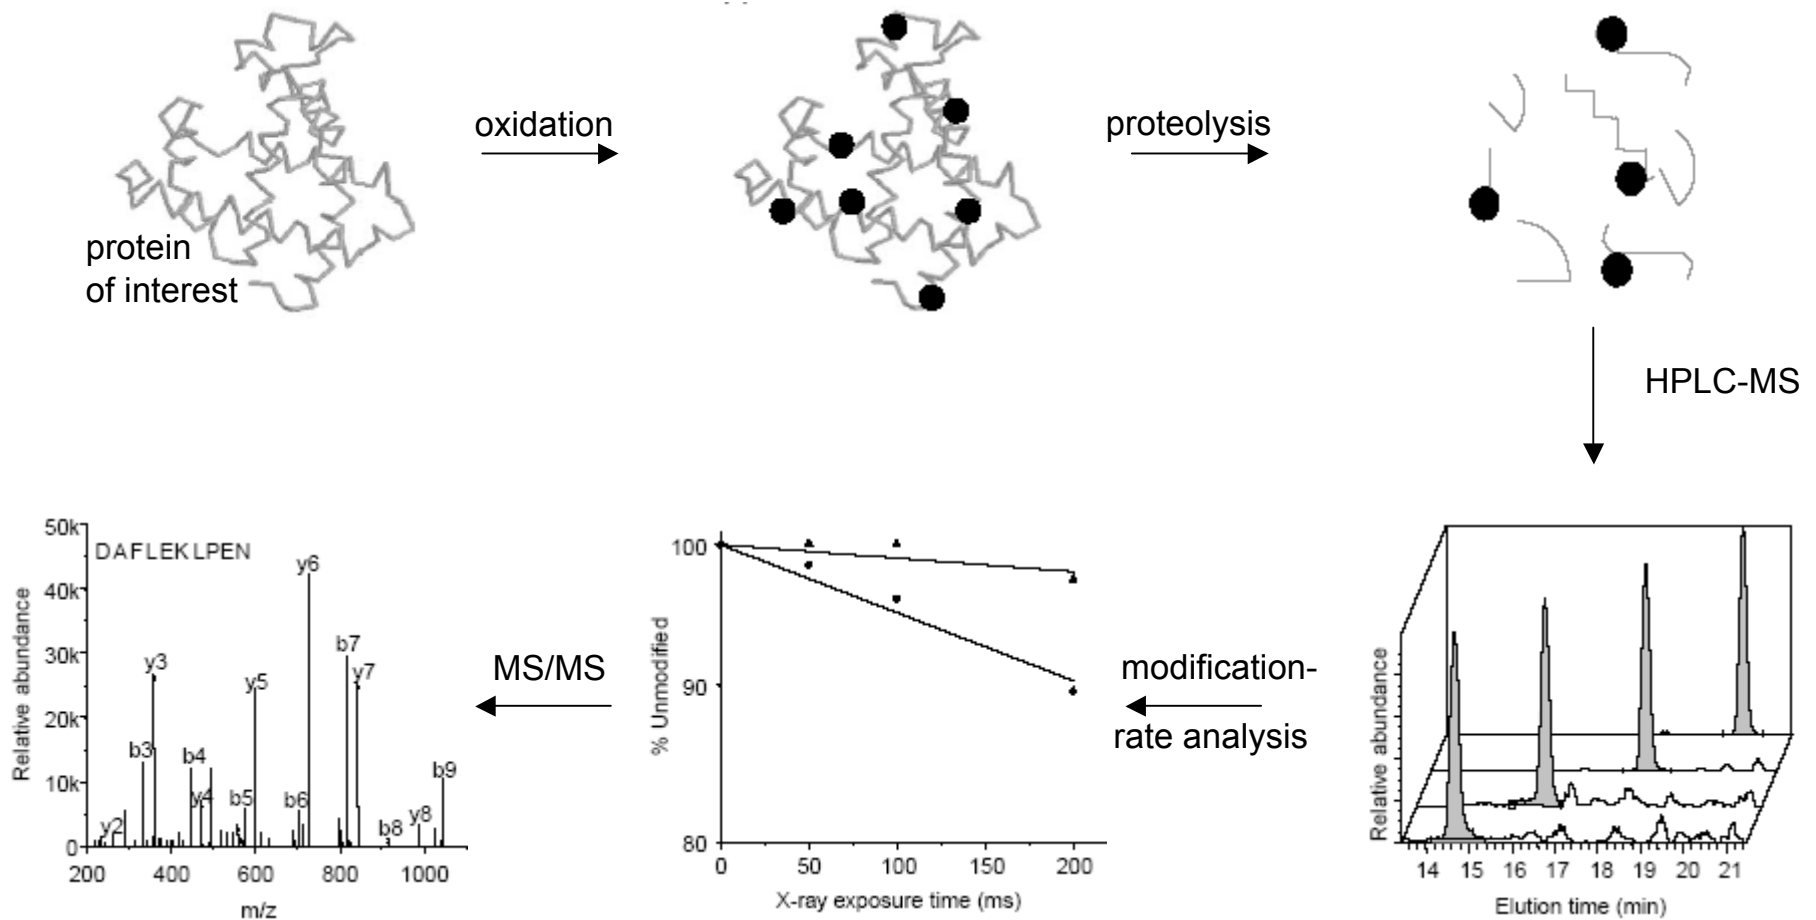 oxidation
proteolysis
protein
of interest
HPLC-MS
DAFLEKLPEN
Relative abundance
50k
40k
30k
20k
10k
0
y2
b3
y3
b4
y4
b5
y5
b6
y6
b7
y7
b8
y8
b9
200 400 600 800 1000
m/z
MS/MS
% Unmodified
100
90
80
0 50 100 150 200
X-ray exposure time (ms)
modification-
rate analysis
Relative abundance
14 15 16 17 18 19 20 21
Elution time (min)